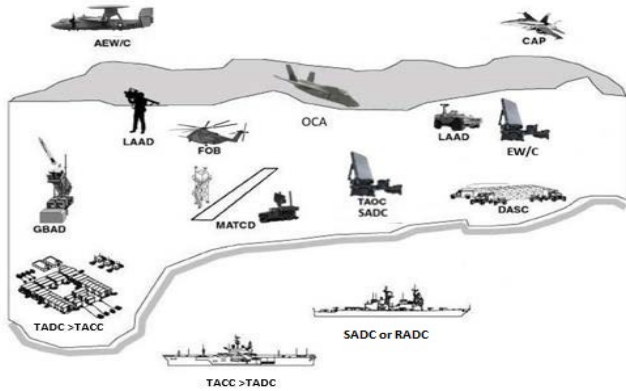 AEW/C
CAP
LAAD
FOB
OCA
LAAD
EW/C
GBAD
MATCD
TAOC
SADC
DASC
TADC >TACC
SADC or RADC
TACC >TADC